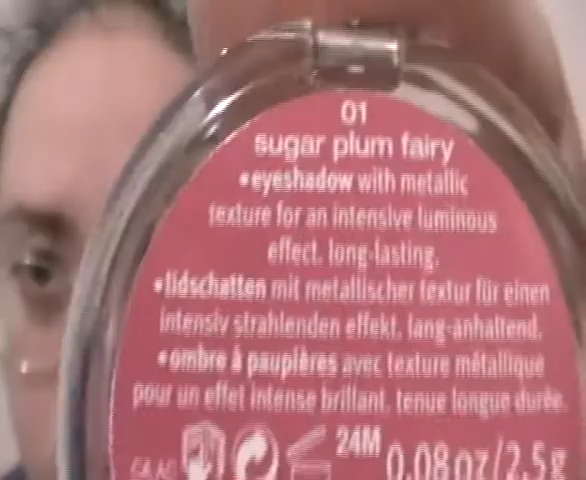 01
sugar plum fairy
•eyeshadow with metallic
texture for an intensive luminous
effect. long-lasting.
•lidschatten mit metallischer textur für einen
intensiv strahlenden effekt. lang-anhaltend.
•ombre à paupières avec texture métallique
pour un effet intense brillant. tenue longue durée.
24M
0.08 oz/2.5g